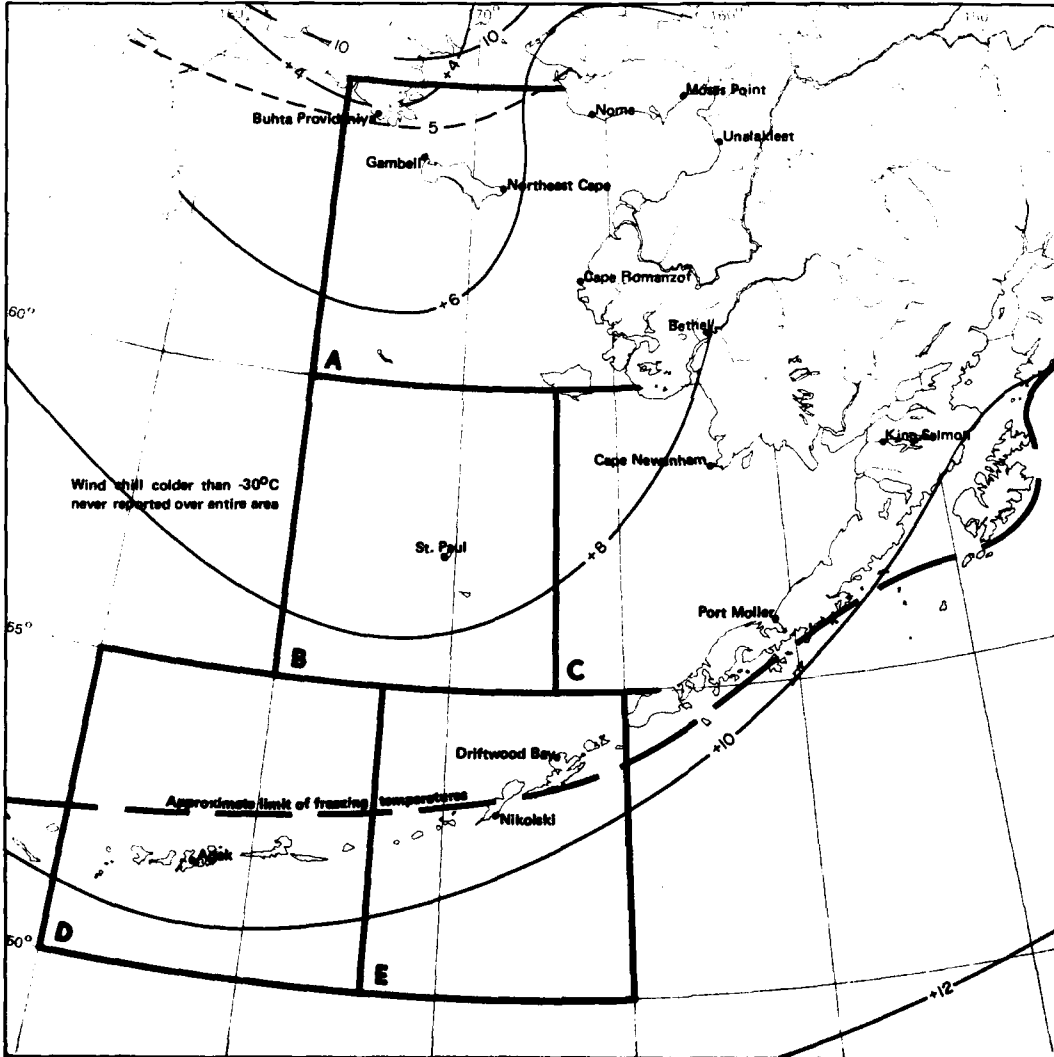 10
10
170°
160°
+4
+4
5
Buhta Provideniya
Nome
Moses Point
Unalakleet
Gambell
Northeast Cape
Cape Romanzof
+6
60°
Bethel
A
King Salmon
Cape Newenham
Wind chill colder than -30°C
never reported over entire area
St. Paul
+8
Port Moller
55°
B
C
+10
Driftwood Bay
Approximate limit of freezing temperatures
Nikolski
Adak
D
50°
E
+12